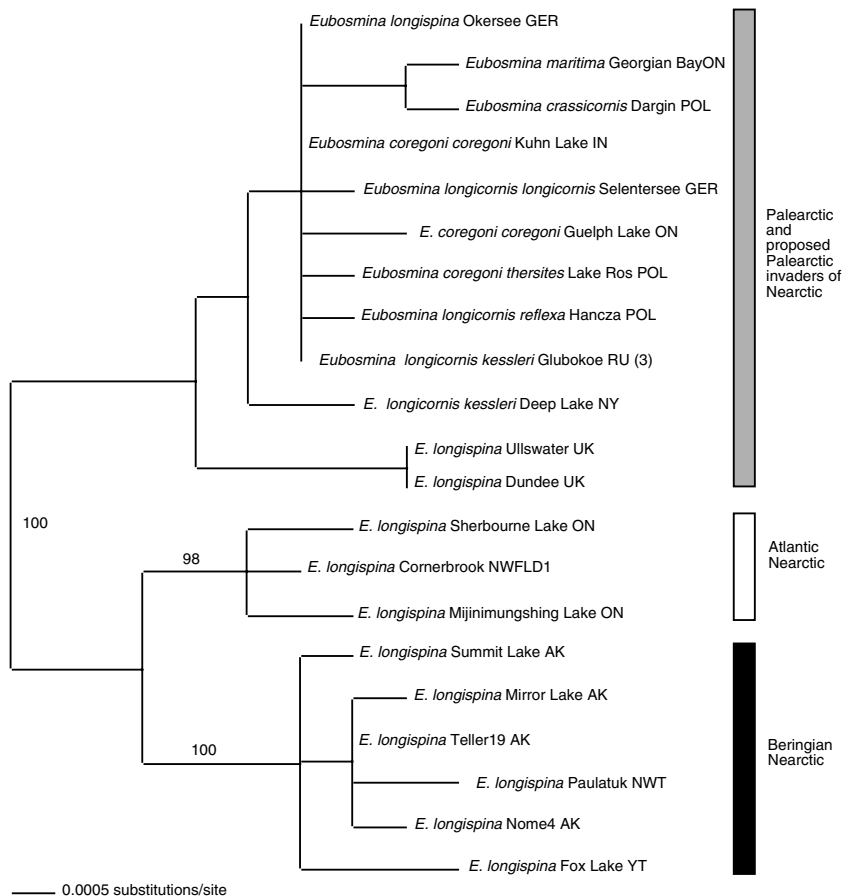 Eubosmina longispina Okersee GER
Eubosmina maritima Georgian BayON
Eubosmina crassicornis Dargin POL
Eubosmina coregoni coregoni Kuhn Lake IN
Eubosmina longicornis longicornis Selentersee GER
E. coregoni coregoni Guelph Lake ON
Eubosmina coregoni thersites Lake Ros POL
Eubosmina longicornis reflexa Hancza POL
Eubosmina longicornis kessleri Glubokoe RU (3)
E. longicornis kessleri Deep Lake NY
E. longispina Ullswater UK
E. longispina Dundee UK
Palearctic
and
proposed
Palearctic
invaders of
Nearctic
100
E. longispina Sherbourne Lake ON
98
E. longispina Cornerbrook NWFLD1
E. longispina Mijinimungshing Lake ON
Atlantic
Nearctic
E. longispina Summit Lake AK
E. longispina Mirror Lake AK
E. longispina Teller19 AK
100
E. longispina Paulatuk NWT
E. longispina Nome4 AK
E. longispina Fox Lake YT
Beringian
Nearctic
0.0005 substitutions/site